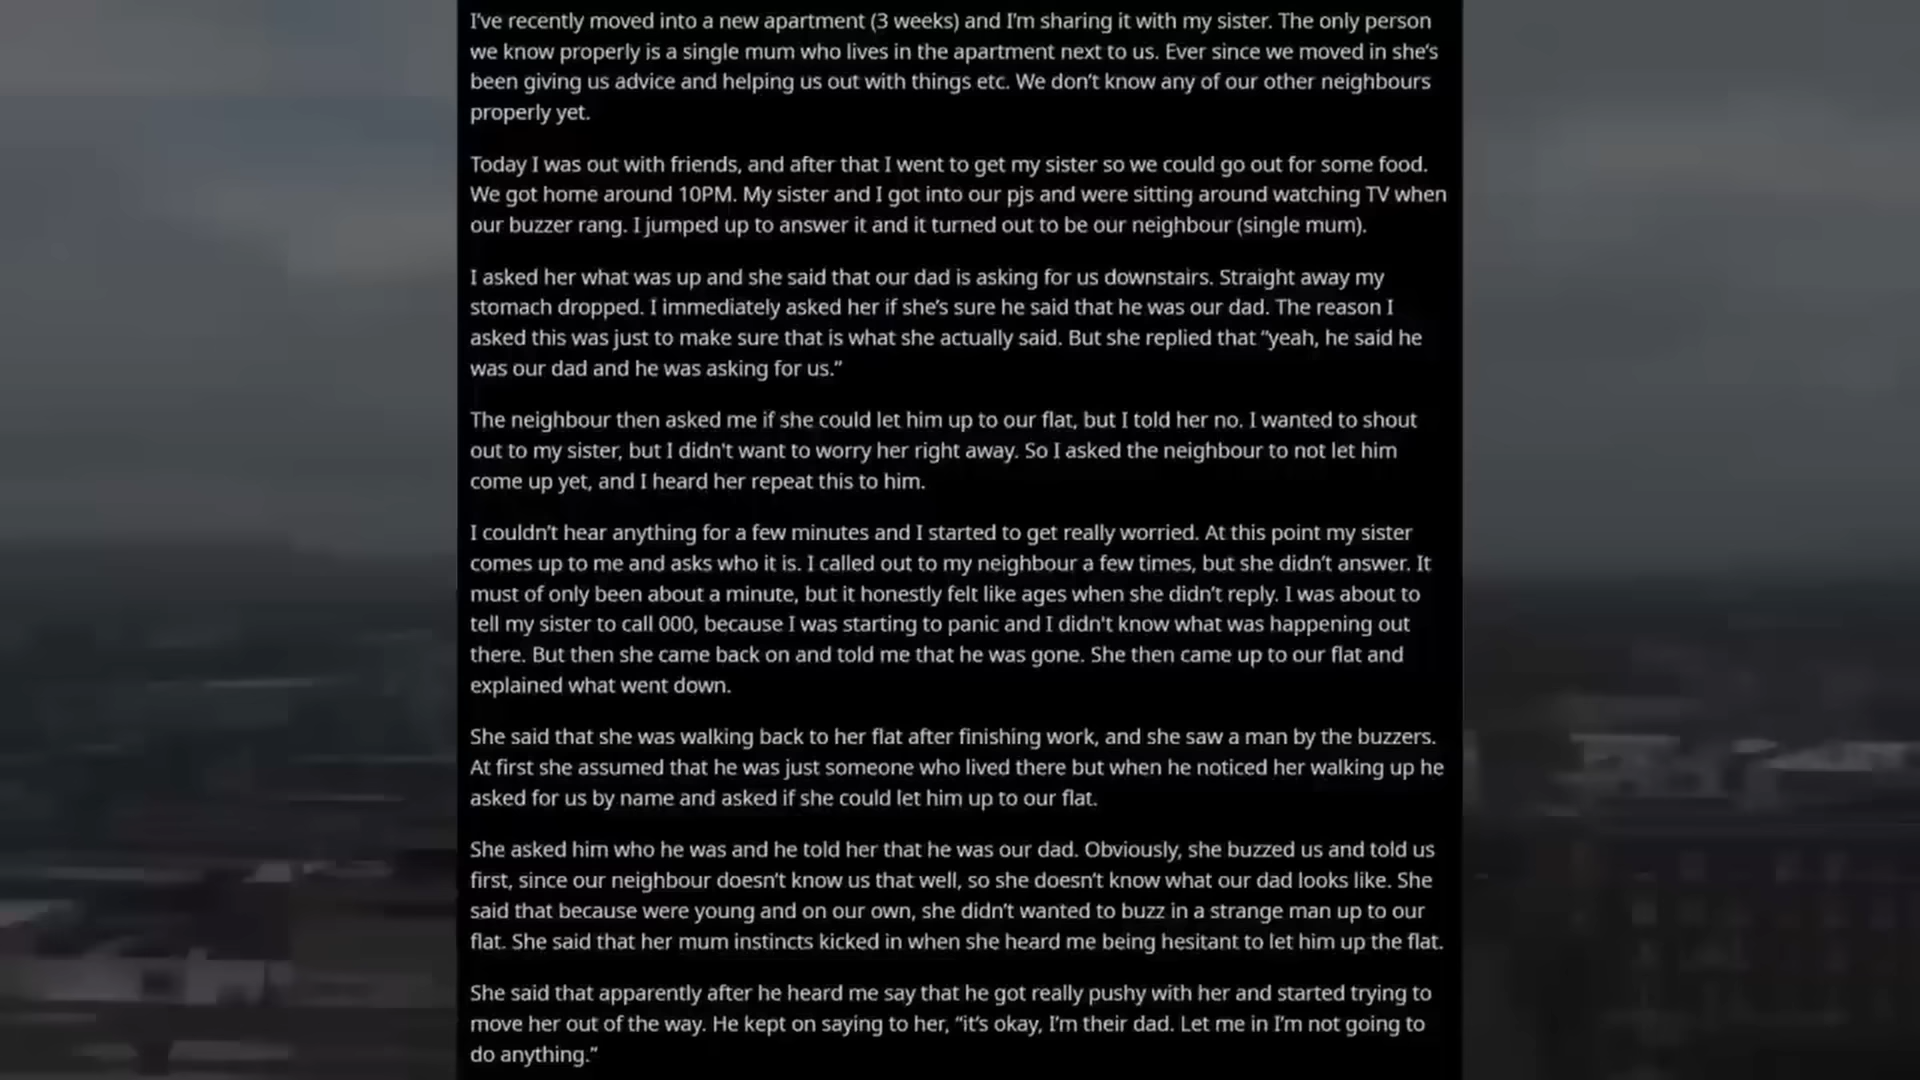 I've recently moved into a new apartment (3 weeks) and I'm sharing it with my sister. The only person
we know properly is a single mum who lives in the apartment next to us. Ever since we moved in she's
been giving us advice and helping us out with things etc. We don't know any of our other neighbours
properly yet.
Today I was out with friends, and after that I went to get my sister so we could go out for some food.
We got home around 10PM. My sister and I got into our pjs and were sitting around watching TV when
our buzzer rang. I jumped up to answer it and it turned out to be our neighbour (single mum).
I asked her what was up and she said that our dad is asking for us downstairs. Straight away my
stomach dropped. I immediately asked her if she's sure he said that he was our dad. The reason I
asked this was just to make sure that is what she actually said. But she replied that “yeah, he said he
was our dad and he was asking for us.”
The neighbour then asked me if she could let him up to our flat, but I told her no. I wanted to shout
out to my sister, but I didn't want to worry her right away. So I asked the neighbour to not let him
come up yet, and I heard her repeat this to him.
I couldn't hear anything for a few minutes and I started to get really worried. At this point my sister
comes up to me and asks who it is. I called out to my neighbour a few times, but she didn't answer. It
must of only been about a minute, but it honestly felt like ages when she didn't reply. I was about to
tell my sister to call 000, because I was starting to panic and I didn't know what was happening out
there. But then she came back on and told me that he was gone. She then came up to our flat and
explained what went down.
She said that she was walking back to her flat after finishing work, and she saw a man by the buzzers.
At first she assumed that he was just someone who lived there but when he noticed her walking up he
asked for us by name and asked if she could let him up to our flat.
She asked him who he was and he told her that he was our dad. Obviously, she buzzed us and told us
first, since our neighbour doesn't know us that well, so she doesn't know what our dad looks like. She
said that because were young and on our own, she didn't wanted to buzz in a strange man up to our
flat. She said that her mum instincts kicked in when she heard me being hesitant to let him up the flat.
She said that apparently after he heard me say that he got really pushy with her and started trying to
move her out of the way. He kept on saying to her, “it's okay, I'm their dad. Let me in I'm not going to
do anything.”